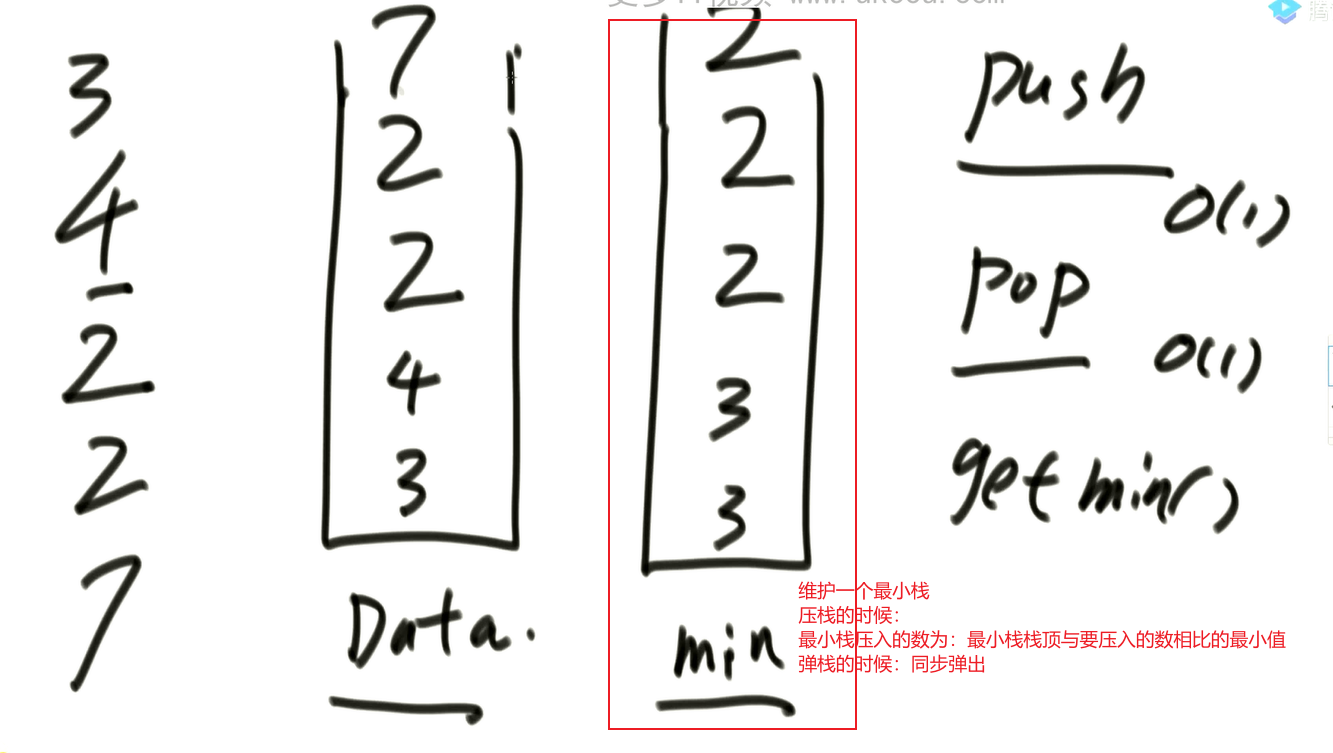 3
4
2
2
7
7
2
2
4
3
Data.
2
2
2
3
3
min
push
O(1)
pop
O(1)
getmin()
维护一个最小栈
压栈的时候：
最小栈压入的数为：最小栈栈顶与要压入的数相比的最小值
弹栈的时候：同步弹出